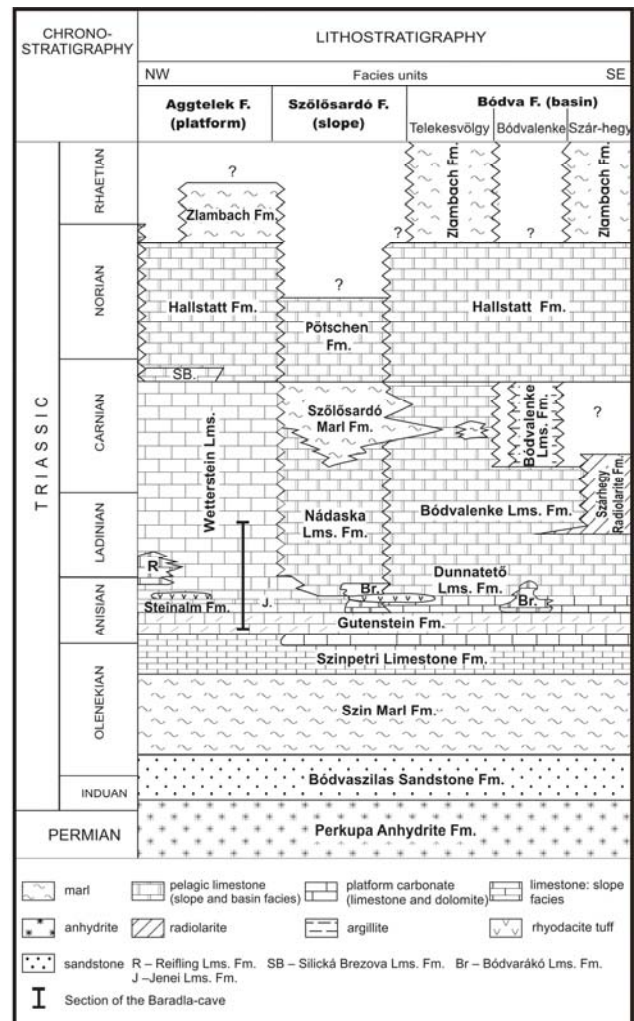 CHRONO-
STRATIGRAPHY
LITHOSTRATIGRAPHY
NW Facies units SE
Aggtelek F.
(platform)
Szőlősardó F.
(slope)
Bódva F. (basin)
Telekesvölgy Bódvalenke Szár-hegy
TRIASSIC
RHAETIAN
NORIAN
CARNIAN
LADINIAN
ANISIAN
OLENEKIAN
INDUAN
PERMIAN
?
Zlambach Fm.
?
?
Zlambach Fm.
?
Zlambach Fm.
Hallstatt Fm.
Pötschen
Fm.
Hallstatt Fm.
SB.
Wetterstein Lms.
Szőlősardó
Marl Fm.
Bódvalenke
Lms. Fm.
?
Szárhegy
Radiolarite Fm.
Nádaska
Lms. Fm.
Bódvalenke Lms. Fm.
R
Dunnatető
Lms. Fm.
Steinalm Fm.
J.
Br.
Br.
Gutenstein Fm.
Szinpetri Limestone Fm.
Szin Marl Fm.
Bódvaszilas Sandstone Fm.
Perkupa Anhydrite Fm.
marl
pelagic limestone
(slope and basin facies)
platform carbonate
(limestone and dolomite)
limestone: slope
facies
anhydrite
radiolarite
argillite
rhyodacite tuff
sandstone R – Reifling Lms. Fm. SB – Silická Brezova Lms. Fm. Br – Bódvarákó Lms. Fm.
J –Jenei Lms. Fm.
Section of the Baradla-cave